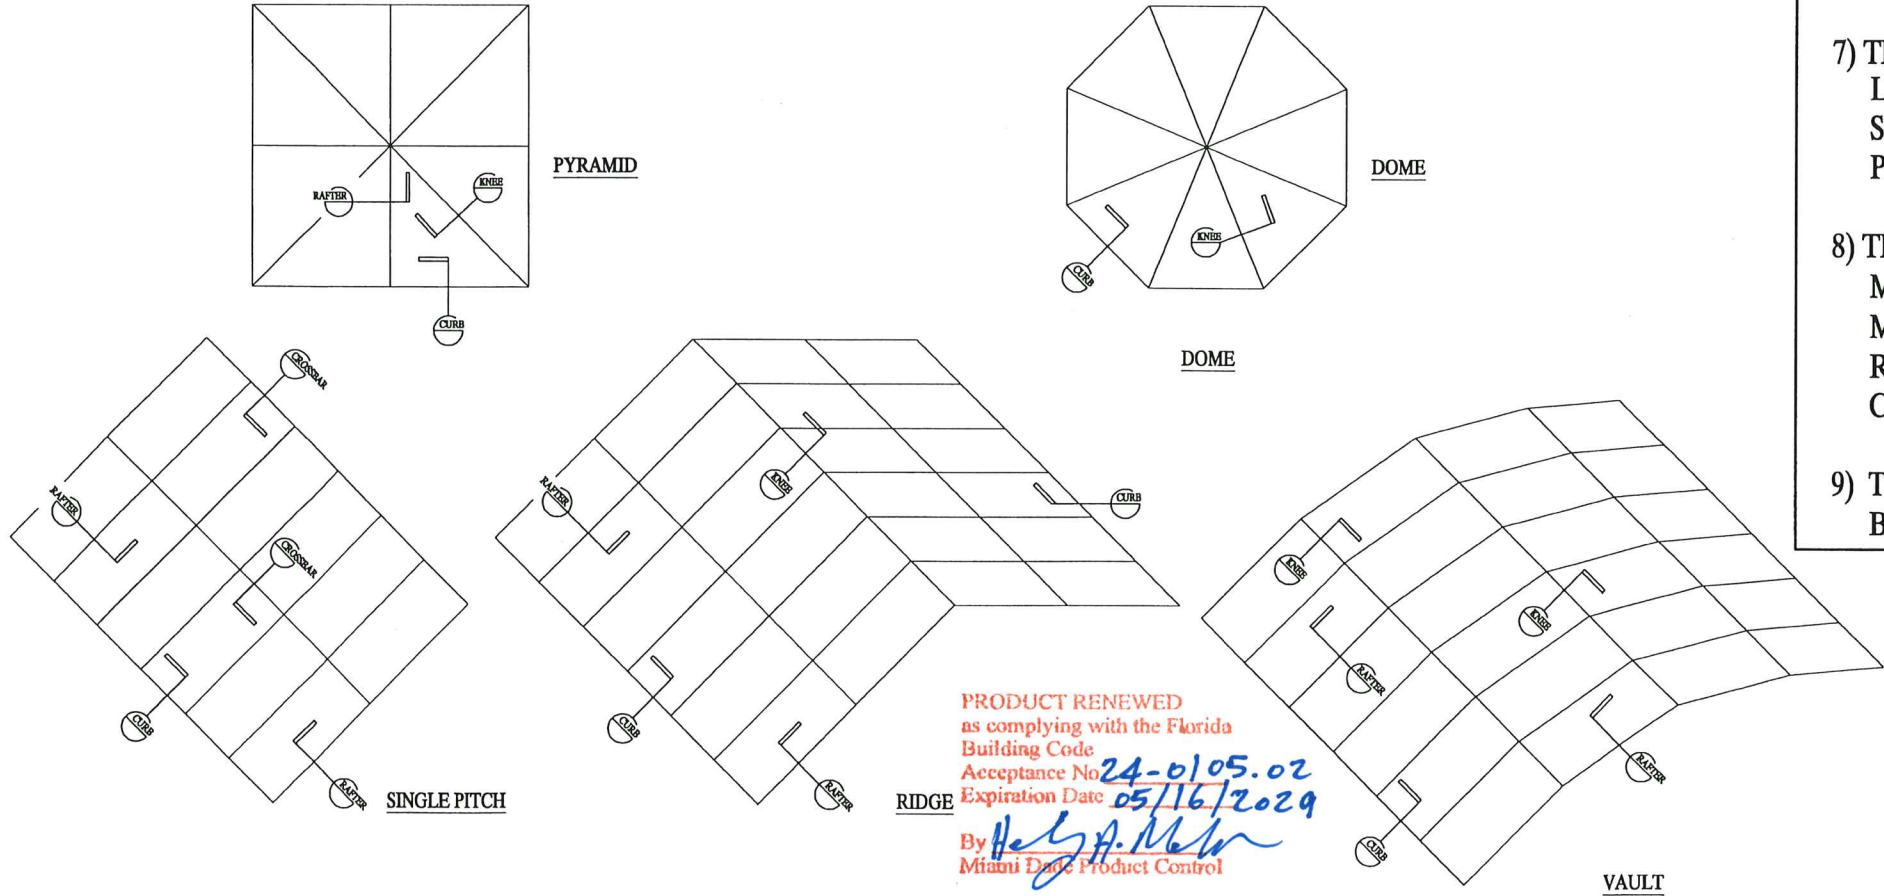 PYRAMID
RAFTER
KNEE
CURB
DOME
CURB
KNEE
DOME
CROSSBAR
RAFTER
CROSSBAR
CURB
RAFTER
SINGLE PITCH
RAFTER
KNEE
CURB
CURB
RAFTER
RIDGE
KNEE
KNEE
RAFTER
RAFTER
CURB
VAULT
PRODUCT RENEWED
as complying with the Florida
Building Code
Acceptance No 24-0105.02
Expiration Date 05/16/2029
By
Miami Dade Product Control
7) T
L
S
P
8) T
M
M
R
C
9) T
B